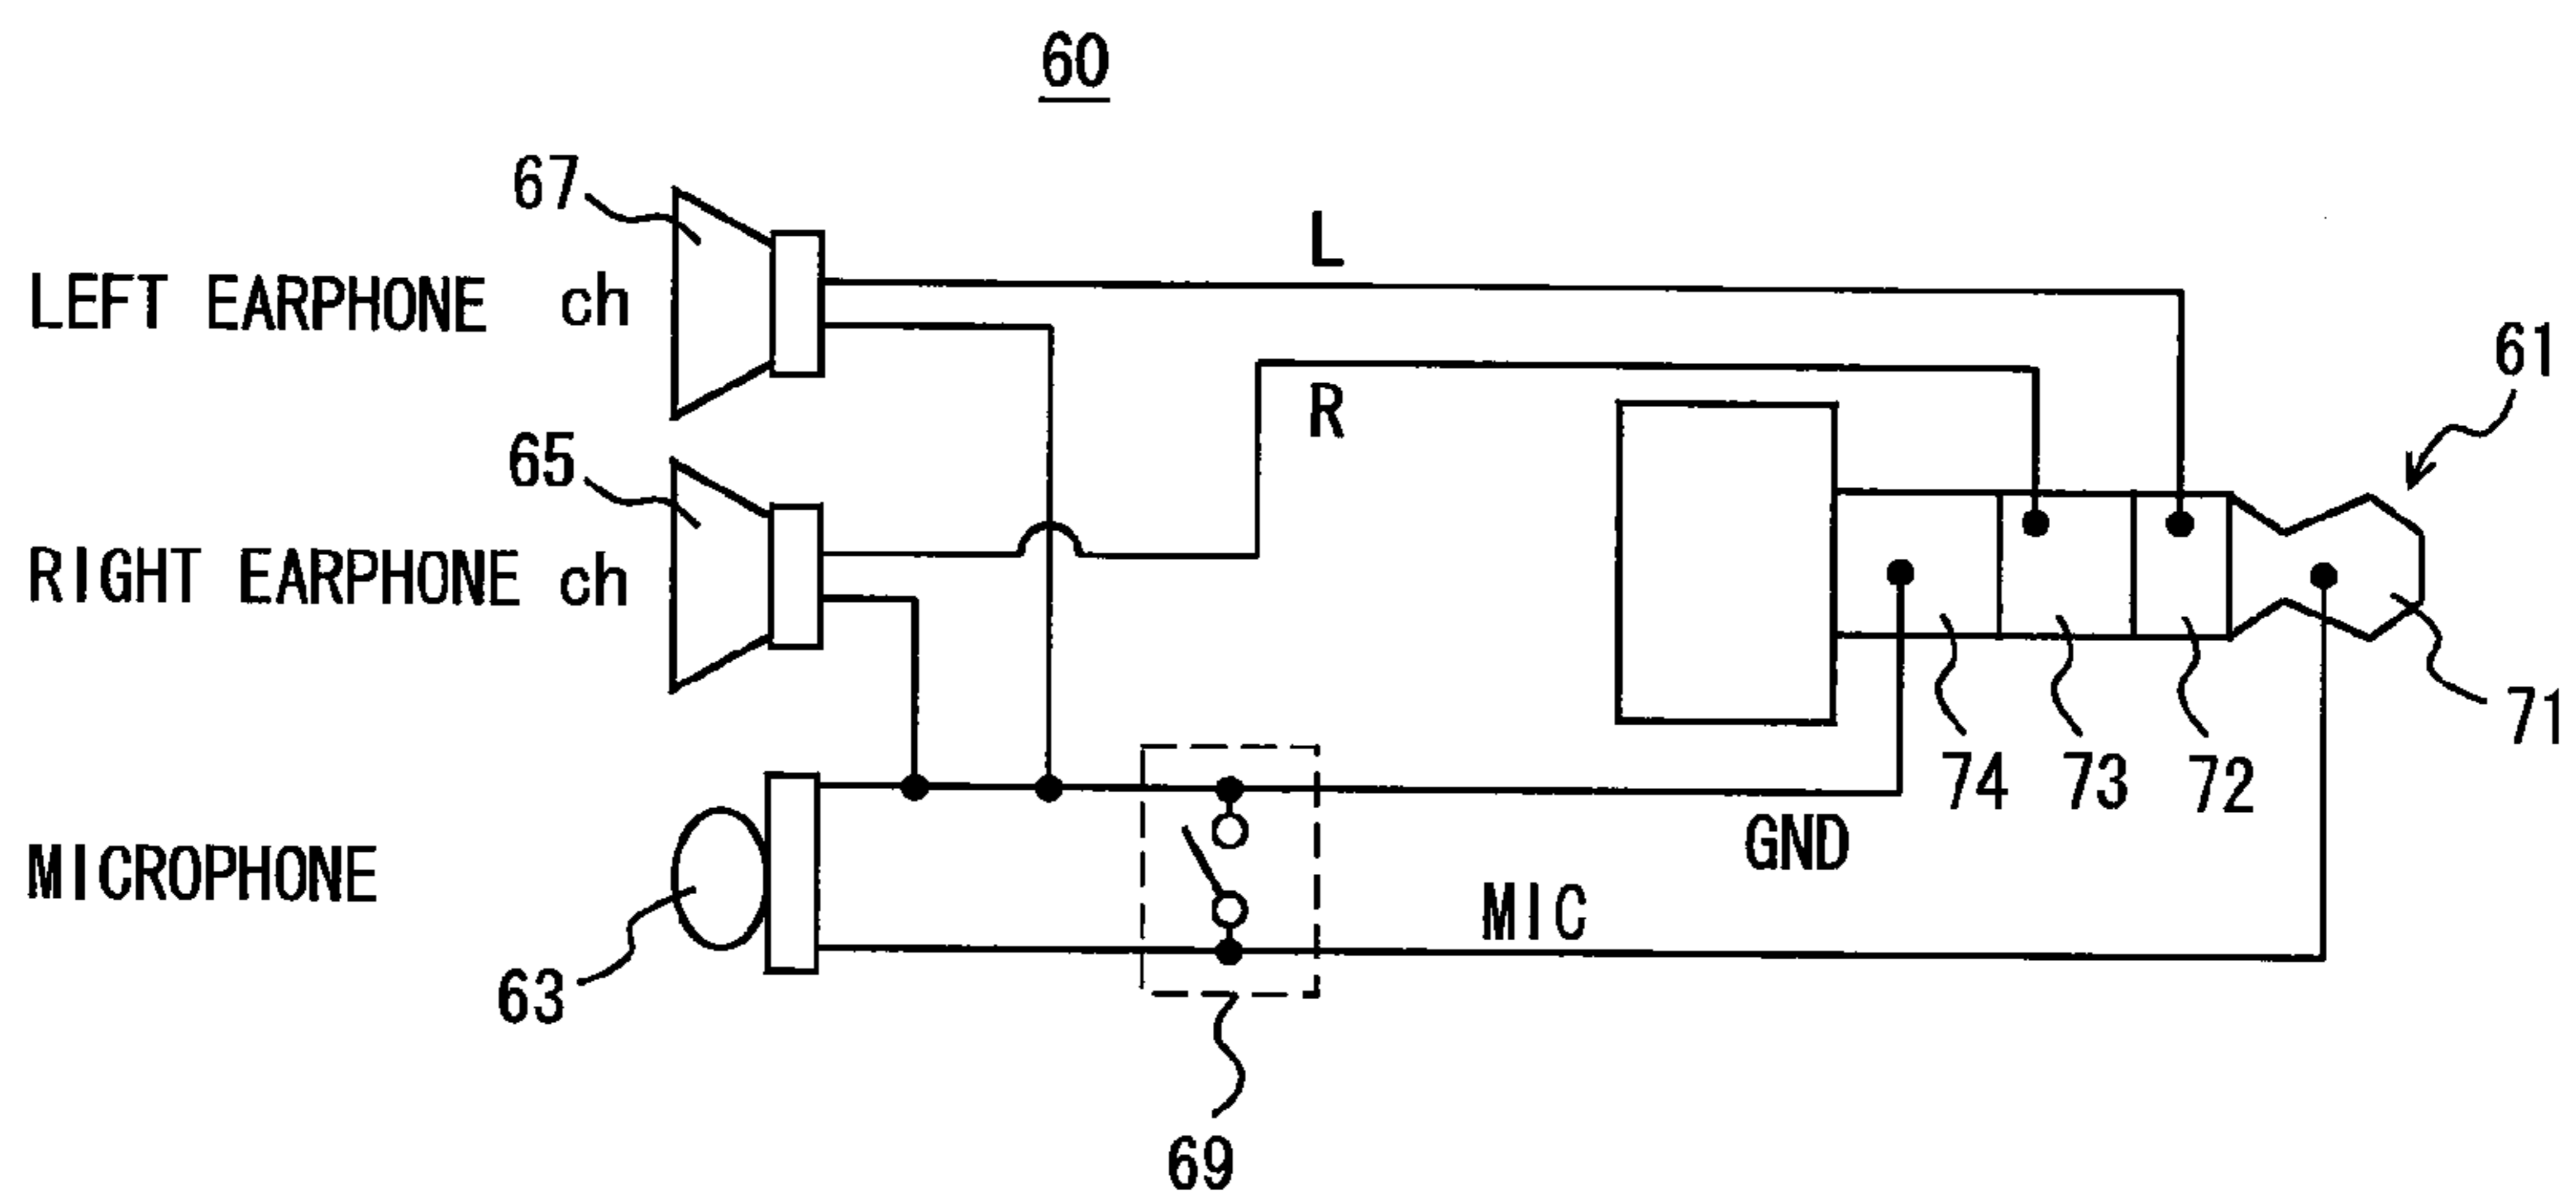 60
67
L
LEFT EARPHONE ch
61
R
65
RIGHT EARPHONE ch
71
74 73 72
GND
MICROPHONE
MIC
63
69